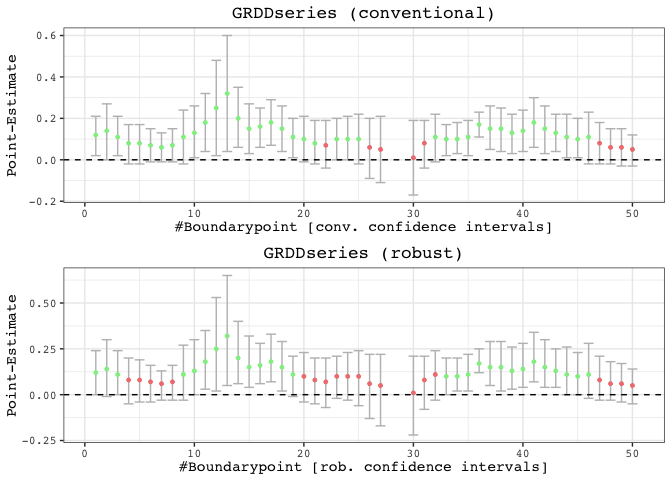 GRDDseries (conventional)
0.6
0.4
0.2
0.0
-0.2
Point-Estimate
0 10 20 30 40 50
#Boundarypoint [conv. confidence intervals]
GRDDseries (robust)
0.50
0.25
0.00
-0.25
Point-Estimate
0 10 20 30 40 50
#Boundarypoint [rob. confidence intervals]